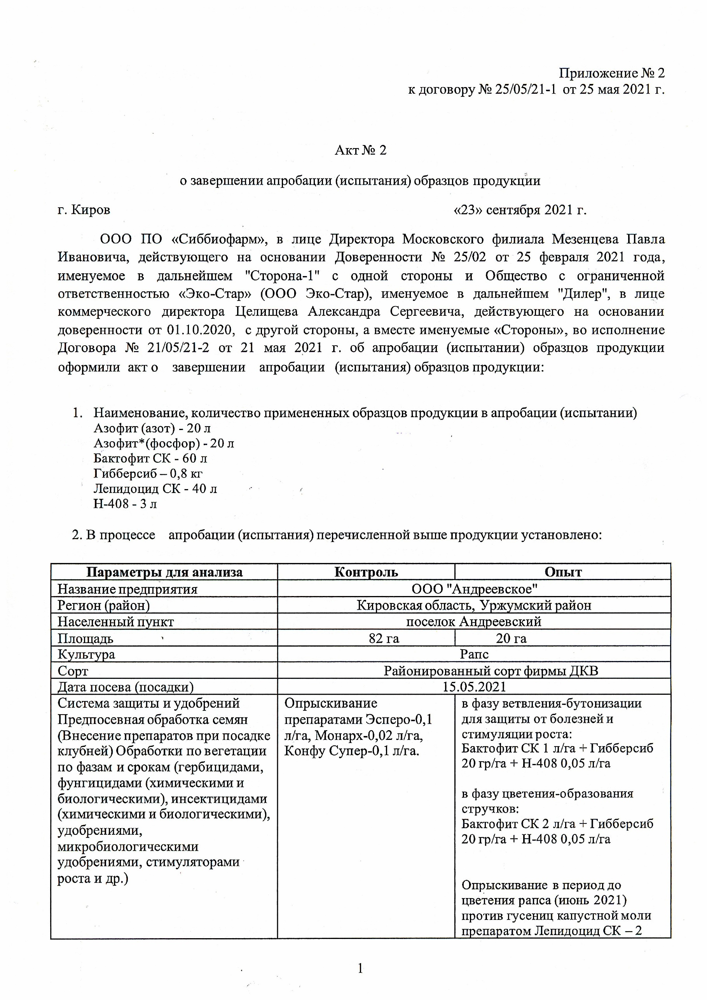 Приложение № 2
к договору № 25/05/21-1 от 25 мая 2021 г.
Акт № 2
о завершении апробации (испытания) образцов продукции
г. Киров «23» сентября 2021 г.
ООО ПО «Сиббиофарм», в лице Директора Московского филиала Мезенцева Павла
Ивановича, действующего на основании Доверенности № 25/02 от 25 февраля 2021 года,
именуемое в дальнейшем "Сторона-1" с одной стороны и Общество с ограниченной
ответственностью «Эко-Стар» (ООО Эко-Стар), именуемое в дальнейшем "Дилер", в лице
коммерческого директора Целищева Александра Сергеевича, действующего на основании
доверенности от 01.10.2020, с другой стороны, а вместе именуемые «Стороны», во исполнение
Договора № 21/05/21-2 от 21 мая 2021 г. об апробации (испытании) образцов продукции
оформили акт о завершении апробации (испытания) образцов продукции:
1. Наименование, количество примененных образцов продукции в апробации (испытании)
Азофит (азот) - 20 л
Азофит*(фосфор) - 20 л
Бактофит СК - 60 л
Гибберсиб – 0,8 кг
Лепидоцид СК - 40 л
Н-408 - 3 л
2. В процессе апробации (испытания) перечисленной выше продукции установлено:
Параметры для анализа Контроль Опыт
Название предприятия ООО "Андреевское"
Регион (район) Кировская область, Уржумский район
Населенный пункт поселок Андреевский
Площадь 82 га 20 га
Культура Рапс
Сорт Районированный сорт фирмы ДКВ
Дата посева (посадки) 15.05.2021
Система защиты и удобрений
Предпосевная обработка семян
(Внесение препаратов при посадке
клубней) Обработки по вегетации
по фазам и срокам (гербицидами,
фунгицидами (химическими и
биологическими), инсектицидами
(химическими и биологическими),
удобрениями,
микробиологическими
удобрениями, стимуляторами
роста и др.)
Опрыскивание
препаратами Эсперо-0,1
л/га, Монарх-0,02 л/га,
Конфу Супер-0,1 л/га.
в фазу ветвления-бутонизации
для защиты от болезней и
стимуляции роста:
Бактофит СК 1 л/га + Гибберсиб
20 гр/га + Н-408 0,05 л/га
в фазу цветения-образования
стручков:
Бактофит СК 2 л/га + Гибберсиб
20 гр/га + Н-408 0,05 л/га
Опрыскивание в период до
цветения рапса (июнь 2021)
против гусениц капустной моли
препаратом Лепидоцид СК – 2
1